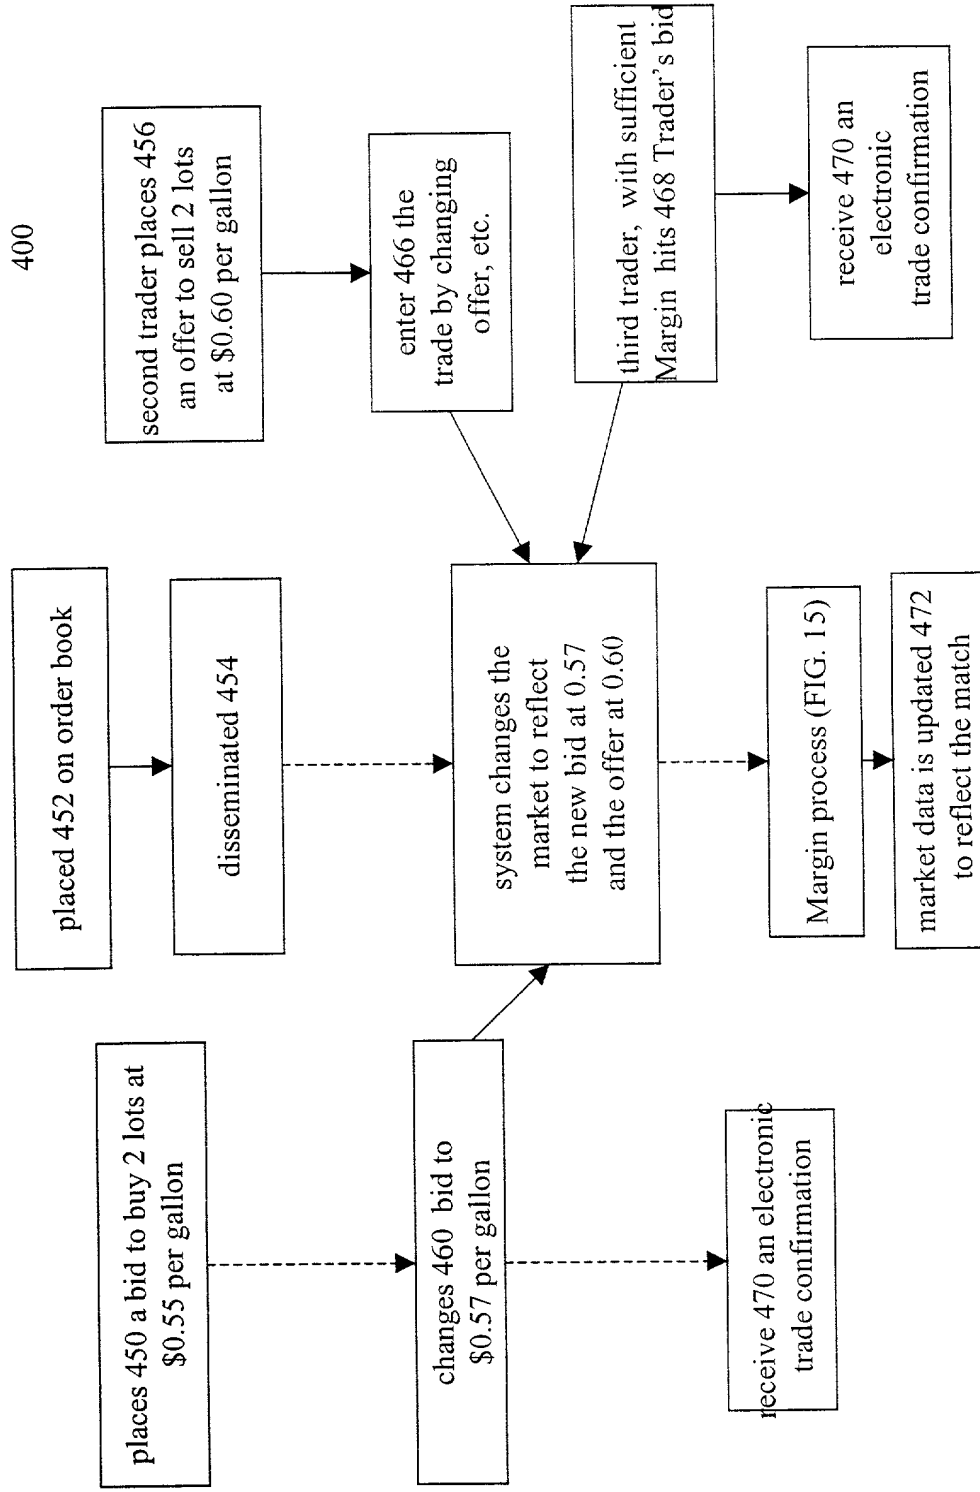 400
places 450 a bid to buy 2 lots at
$0.55 per gallon
changes 460 bid to
$0.57 per gallon
receive 470 an electronic
trade confirmation
placed 452 on order book
disseminated 454
system changes the
market to reflect
the new bid at 0.57
and the offer at 0.60
Margin process (FIG. 15)
market data is updated 472
to reflect the match
second trader places 456
an offer to sell 2 lots
at $0.60 per gallon
enter 466 the
trade by changing
offer, etc.
third trader, with sufficient
Margin hits 468 Trader's bid
receive 470 an
electronic
trade confirmation